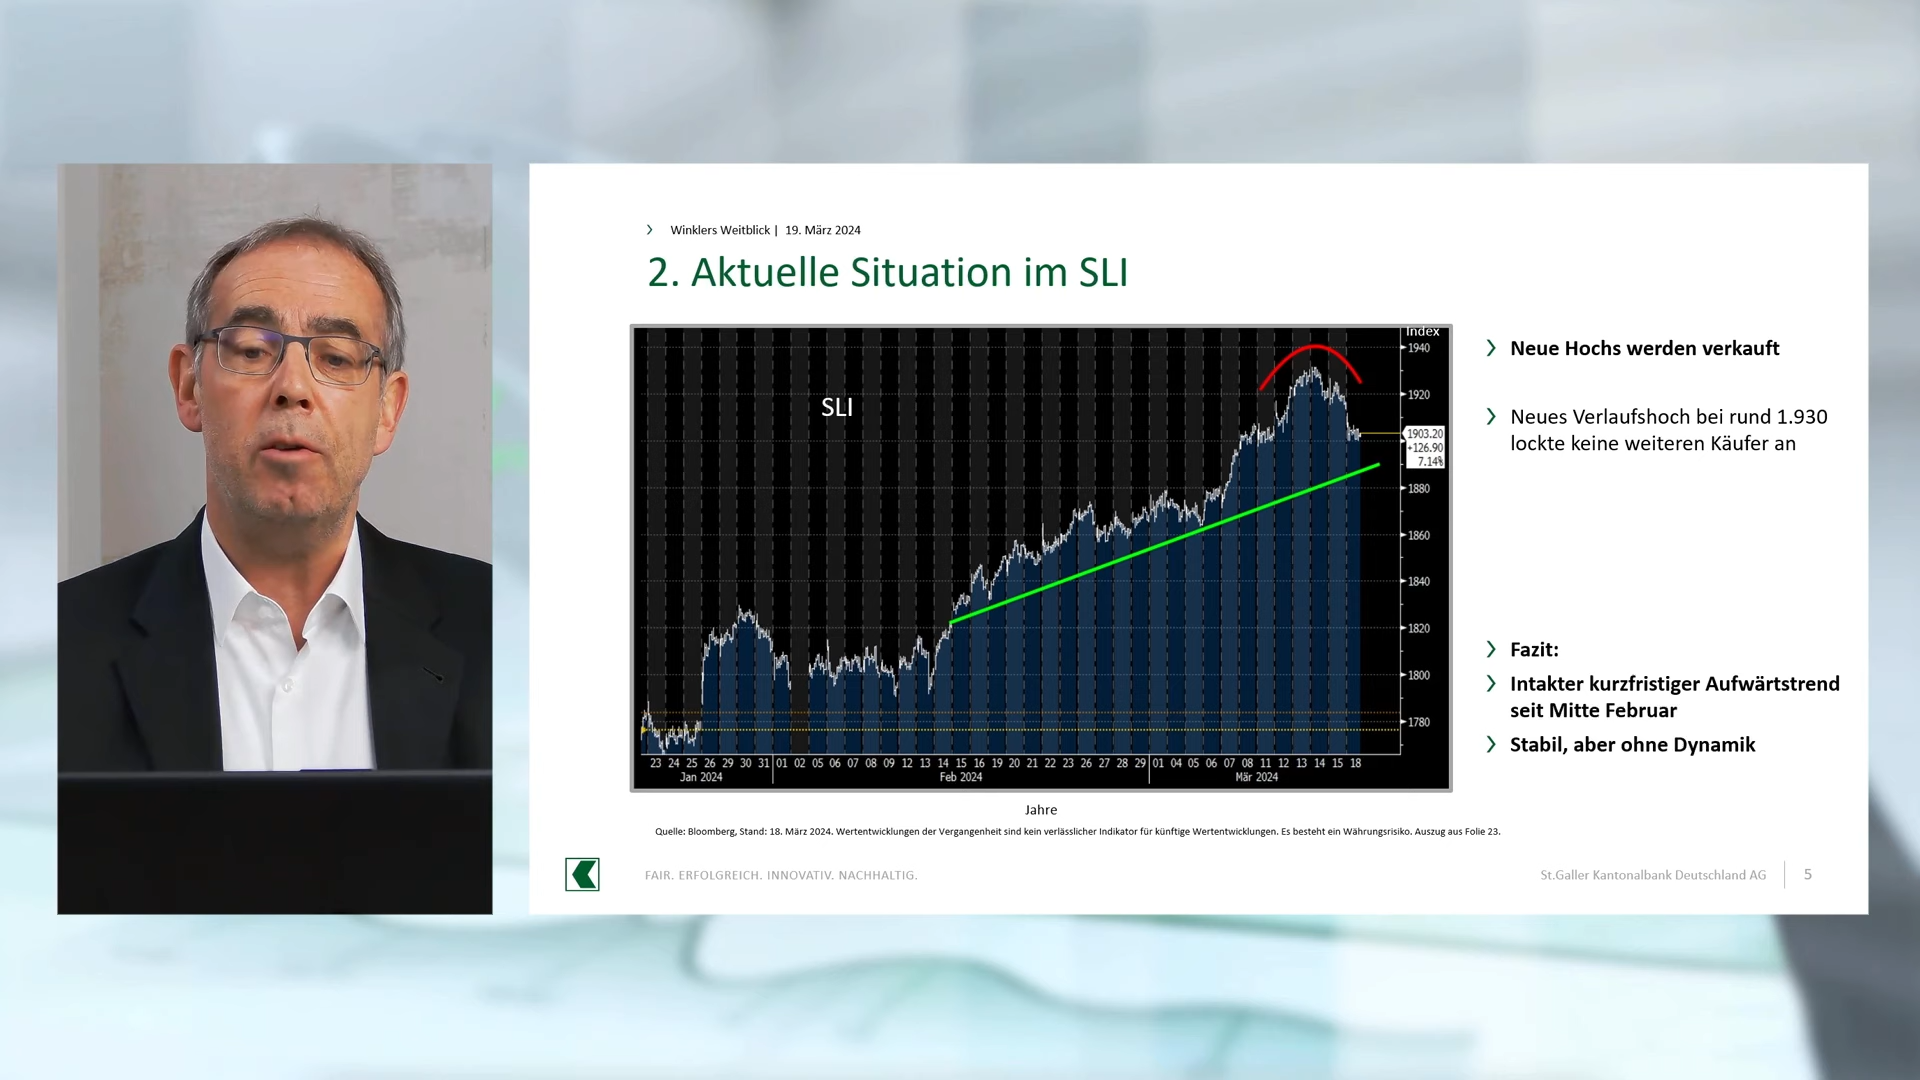 Winklers Weitblick | 19. März 2024
2. Aktuelle Situation im SLI
Index
SLI
1940
1920
1903.20
+126.90
7.14%
1880
1860
1840
1820
1800
1780
23 24 25 26 29 30 31 01 02 05 06 07 08 09 12 13 14 15 16 19 20 21 22 23 26 27 28 29 01 04 05 06 07 08 11 12 13 14 15 18
Jan 2024 Feb 2024 Mär 2024
Jahre
Quelle: Bloomberg, Stand: 18. März 2024. Wertentwicklungen der Vergangenheit sind kein verlässlicher Indikator für künftige Wertentwicklungen. Es besteht ein Währungsrisiko. Auszug aus Folie 23.
Neue Hochs werden verkauft
Neues Verlaufshoch bei rund 1.930
lockte keine weiteren Käufer an
Fazit:
Intakter kurzfristiger Aufwärtstrend
seit Mitte Februar
Stabil, aber ohne Dynamik
FAIR. ERFOLGREICH. INNOVATIV. NACHHALTIG.
St.Galler Kantonalbank Deutschland AG 5